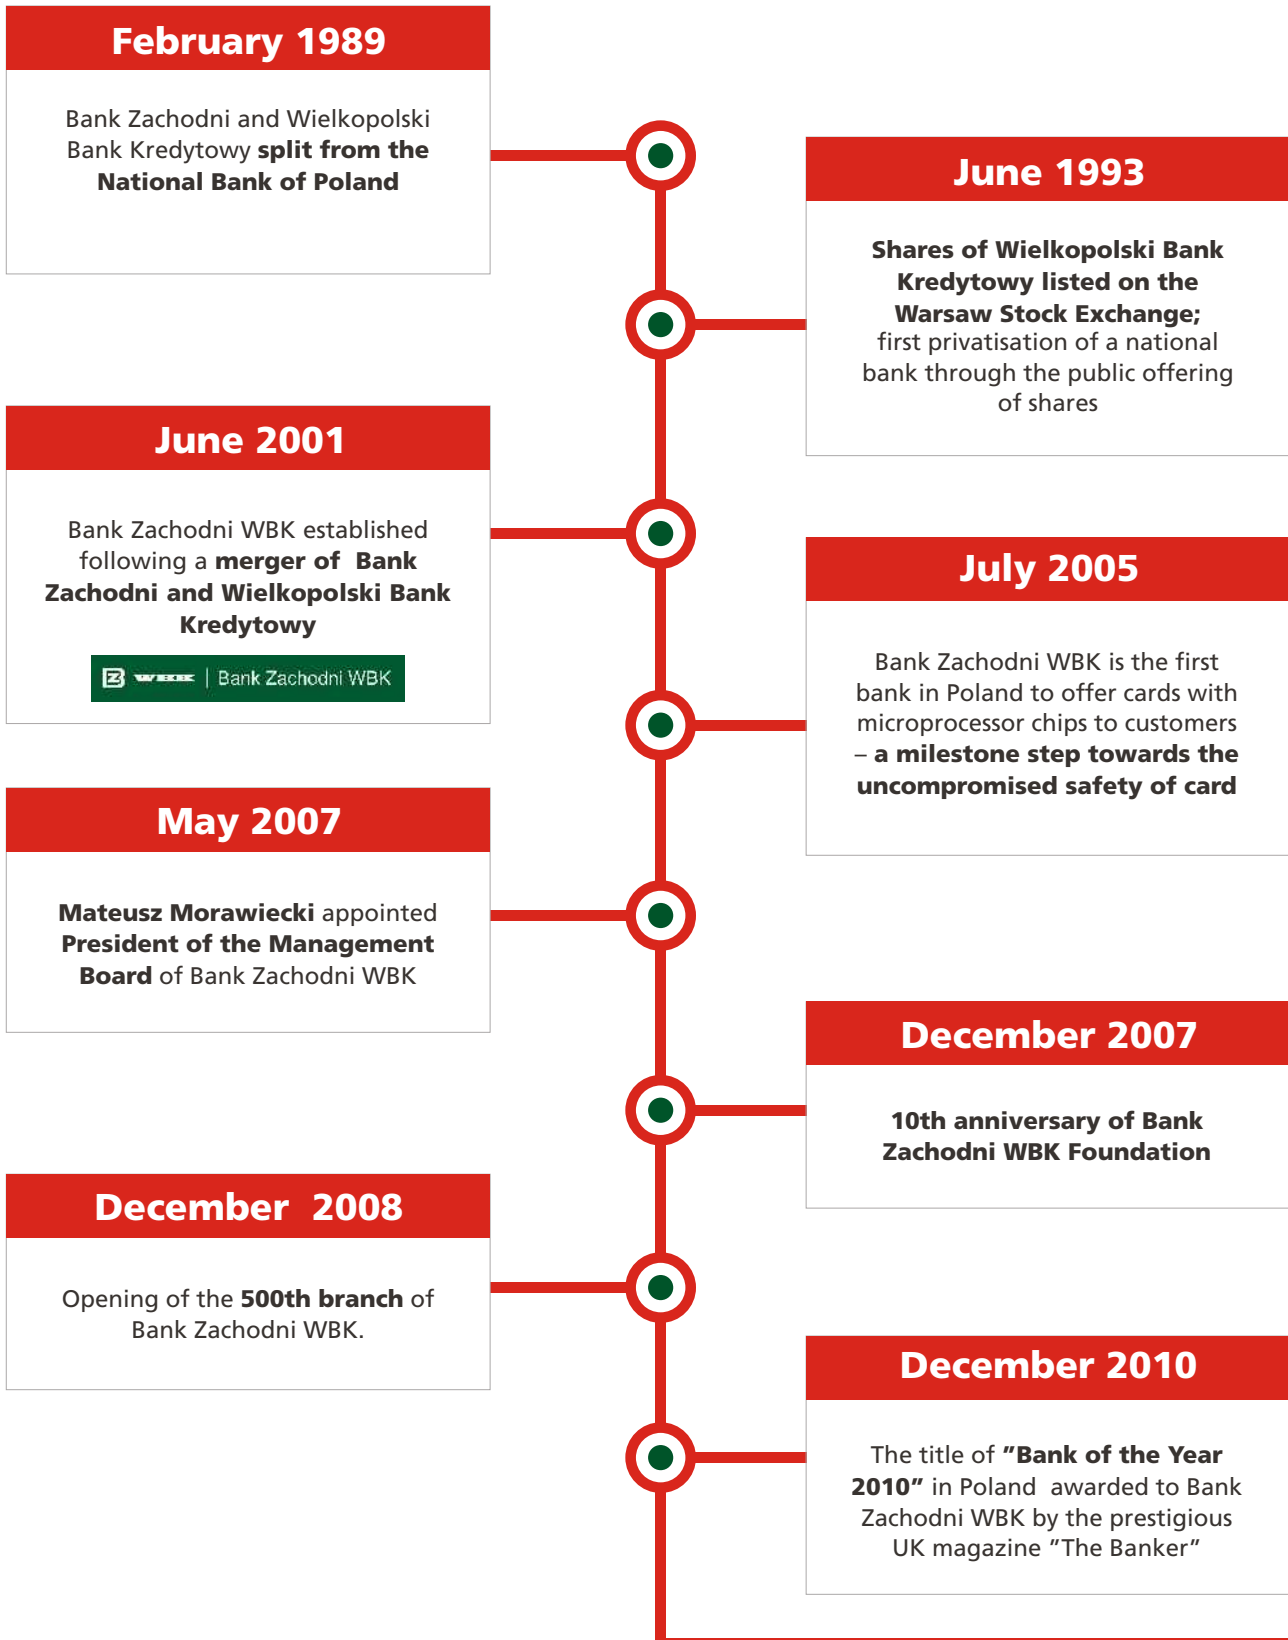 February 1989
Bank Zachodni and Wielkopolski
Bank Kredytowy split from the
National Bank of Poland
June 1993
Shares of Wielkopolski Bank
Kredytowy listed on the
Warsaw Stock Exchange;
first privatisation of a national
bank through the public offering
of shares
June 2001
Bank Zachodni WBK established
following a merger of Bank
Zachodni and Wielkopolski Bank
Kredytowy
BZ WBK | Bank Zachodni WBK
July 2005
Bank Zachodni WBK is the first
bank in Poland to offer cards with
microprocessor chips to customers
– a milestone step towards the
uncompromised safety of card
May 2007
Mateusz Morawiecki appointed
President of the Management
Board of Bank Zachodni WBK
December 2007
10th anniversary of Bank
Zachodni WBK Foundation
December 2008
Opening of the 500th branch of
Bank Zachodni WBK.
December 2010
The title of ”Bank of the Year
2010” in Poland awarded to Bank
Zachodni WBK by the prestigious
UK magazine ”The Banker”